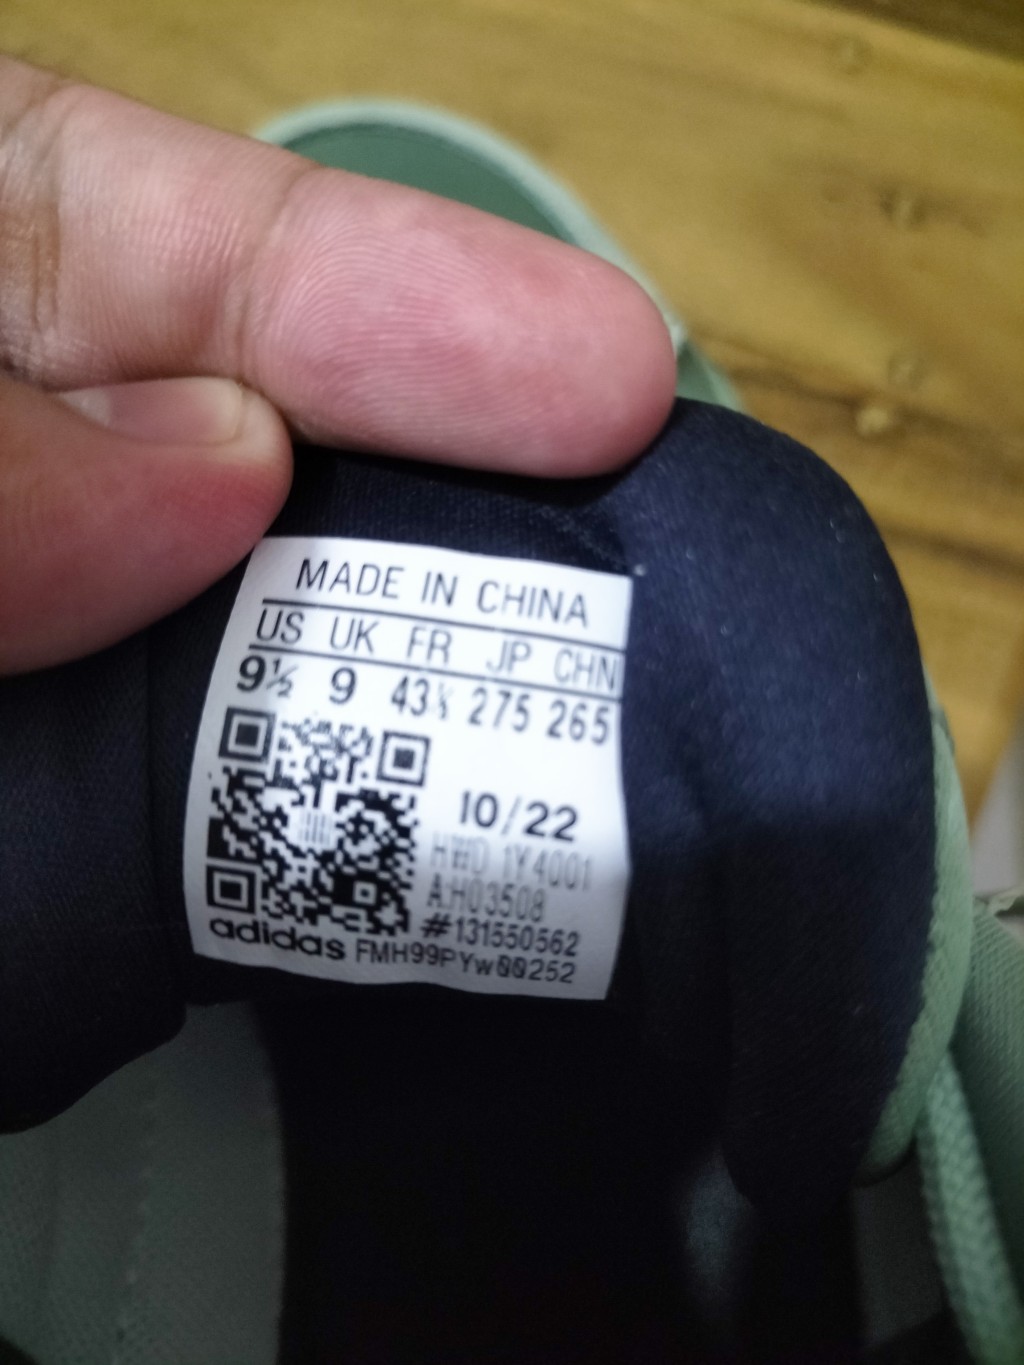 MADE IN CHINA
US UK FR JP CHN
9½ 9 43⅓ 275 265
10/22
H#D 1Y4001
A:H03508
#131550562
adidas FMH99PYw00252